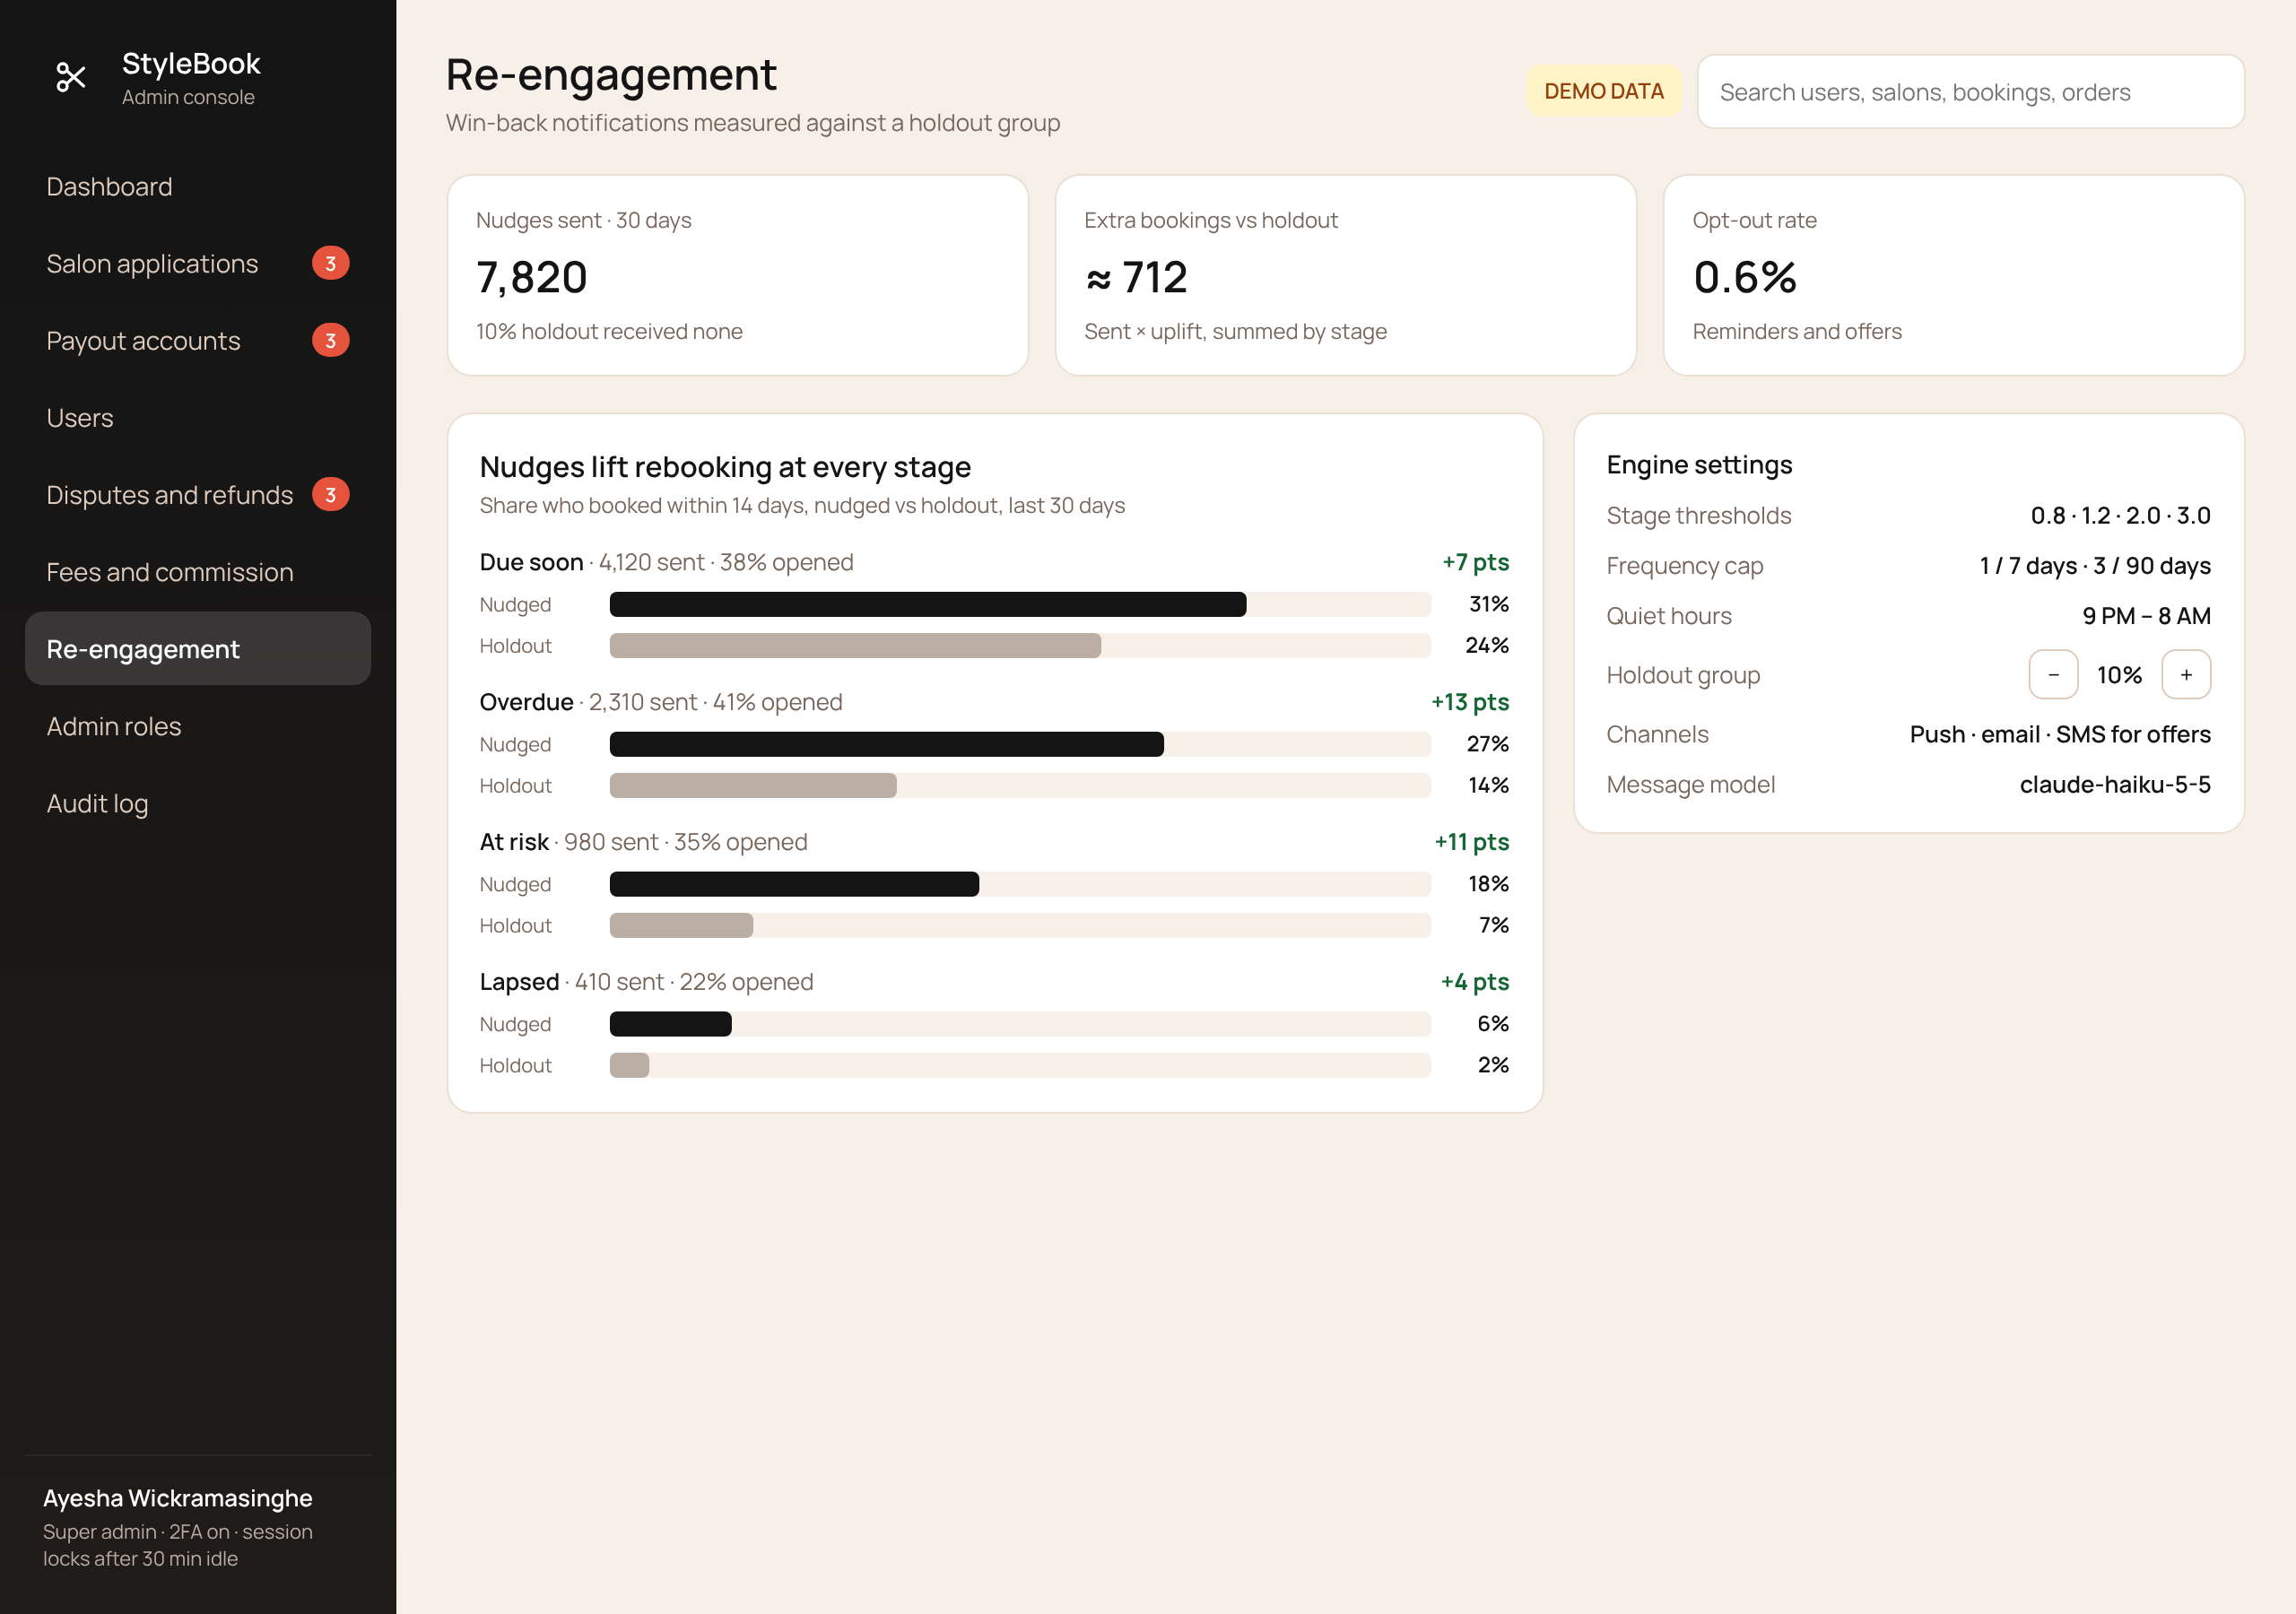 StyleBook
Admin console
Dashboard
Salon applications 3
Payout accounts 3
Users
Disputes and refunds 3
Fees and commission
Re-engagement
Admin roles
Audit log
Ayesha Wickramasinghe
Super admin · 2FA on · session
locks after 30 min idle
Re-engagement
Win-back notifications measured against a holdout group
DEMO DATA
Search users, salons, bookings, orders
Nudges sent · 30 days
7,820
10% holdout received none
Extra bookings vs holdout
≈ 712
Sent × uplift, summed by stage
Opt-out rate
0.6%
Reminders and offers
Nudges lift rebooking at every stage
Share who booked within 14 days, nudged vs holdout, last 30 days
Due soon · 4,120 sent · 38% opened +7 pts
Nudged 31%
Holdout 24%
Overdue · 2,310 sent · 41% opened +13 pts
Nudged 27%
Holdout 14%
At risk · 980 sent · 35% opened +11 pts
Nudged 18%
Holdout 7%
Lapsed · 410 sent · 22% opened +4 pts
Nudged 6%
Holdout 2%
Engine settings
Stage thresholds 0.8 · 1.2 · 2.0 · 3.0
Frequency cap 1 / 7 days · 3 / 90 days
Quiet hours 9 PM – 8 AM
Holdout group − 10% +
Channels Push · email · SMS for offers
Message model claude-haiku-5-5